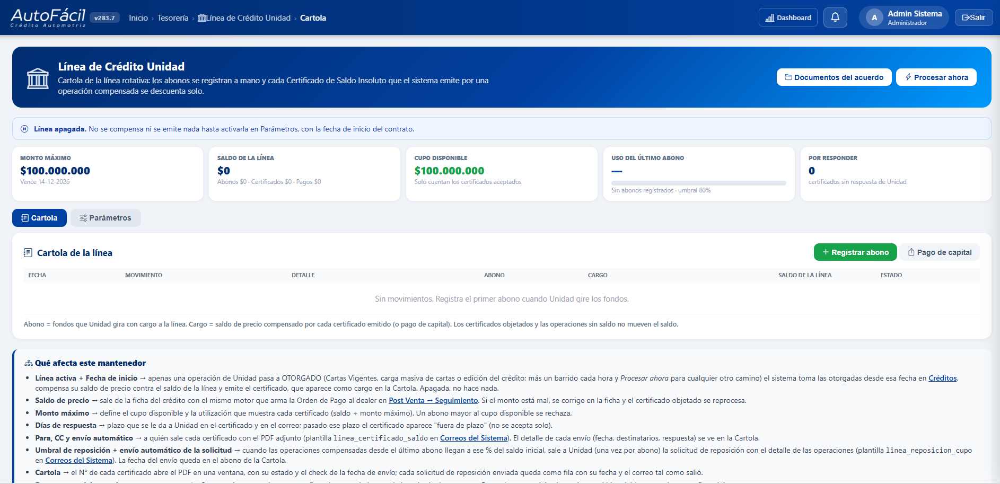 AutoFácil
Crédito Automotriz
v283.7
Inicio › Tesorería › Línea de Crédito Unidad › Cartola
Dashboard
A
Admin Sistema
Administrador
Salir
Línea de Crédito Unidad
Cartola de la línea rotativa: los abonos se registran a mano y cada Certificado de Saldo Insoluto que el sistema emite por una
operación compensada se descuenta solo.
Documentos del acuerdo
Procesar ahora
Línea apagada. No se compensa ni se emite nada hasta activarla en Parámetros, con la fecha de inicio del contrato.
MONTO MÁXIMO
$100.000.000
Vence 14-12-2026
SALDO DE LA LÍNEA
$0
Abonos $0 · Certificados $0 · Pagos $0
CUPO DISPONIBLE
$100.000.000
Solo cuentan los certificados aceptados
USO DEL ÚLTIMO ABONO
—
Sin abonos registrados · umbral 80%
POR RESPONDER
0
certificados sin respuesta de Unidad
Cartola
Parámetros
Cartola de la línea
+ Registrar abono
Pago de capital
FECHA MOVIMIENTO DETALLE ABONO CARGO SALDO DE LA LÍNEA ESTADO
Sin movimientos. Registra el primer abono cuando Unidad gire los fondos.
Abono = fondos que Unidad gira con cargo a la línea. Cargo = saldo de precio compensado por cada certificado emitido (o pago de capital). Los certificados objetados y las operaciones sin saldo no mueven el saldo.
Qué afecta este mantenedor
• Línea activa + Fecha de inicio → apenas una operación de Unidad pasa a OTORGADO (Cartas Vigentes, carga masiva de cartas o edición del crédito; más un barrido cada hora y Procesar ahora para cualquier otro camino) el sistema toma las otorgadas desde esa fecha en Créditos,
compensa su saldo de precio contra el saldo de la línea y emite el certificado, que aparece como cargo en la Cartola. Apagada, no hace nada.
• Saldo de precio → sale de la ficha del crédito con el mismo motor que arma la Orden de Pago al dealer en Post Venta → Seguimiento. Si el monto está mal, se corrige en la ficha y el certificado objetado se reprocesa.
• Monto máximo → define el cupo disponible y la utilización que muestra cada certificado (saldo ÷ monto máximo). Un abono mayor al cupo disponible se rechaza.
• Días de respuesta → plazo que se le da a Unidad en el certificado y en el correo; pasado ese plazo el certificado aparece "fuera de plazo" (no se acepta solo).
• Para, CC y envío automático → a quién sale cada certificado con el PDF adjunto (plantilla linea_certificado_saldo en Correos del Sistema). El detalle de cada envío (fecha, destinatarios, respuesta) se ve en la Cartola.
• Umbral de reposición + envío automático de la solicitud → cuando las operaciones compensadas desde el último abono llegan a ese % del saldo inicial, sale a Unidad (una vez por abono) la solicitud de reposición con el detalle de las operaciones (plantilla linea_reposicion_cupo
en Correos del Sistema). La fecha del envío queda en el abono de la Cartola.
• Cartola → el N° de cada certificado abre el PDF en una ventana, con su estado y el check de la fecha de envío; cada solicitud de reposición enviada queda como fila con su fecha y el correo tal como salió.